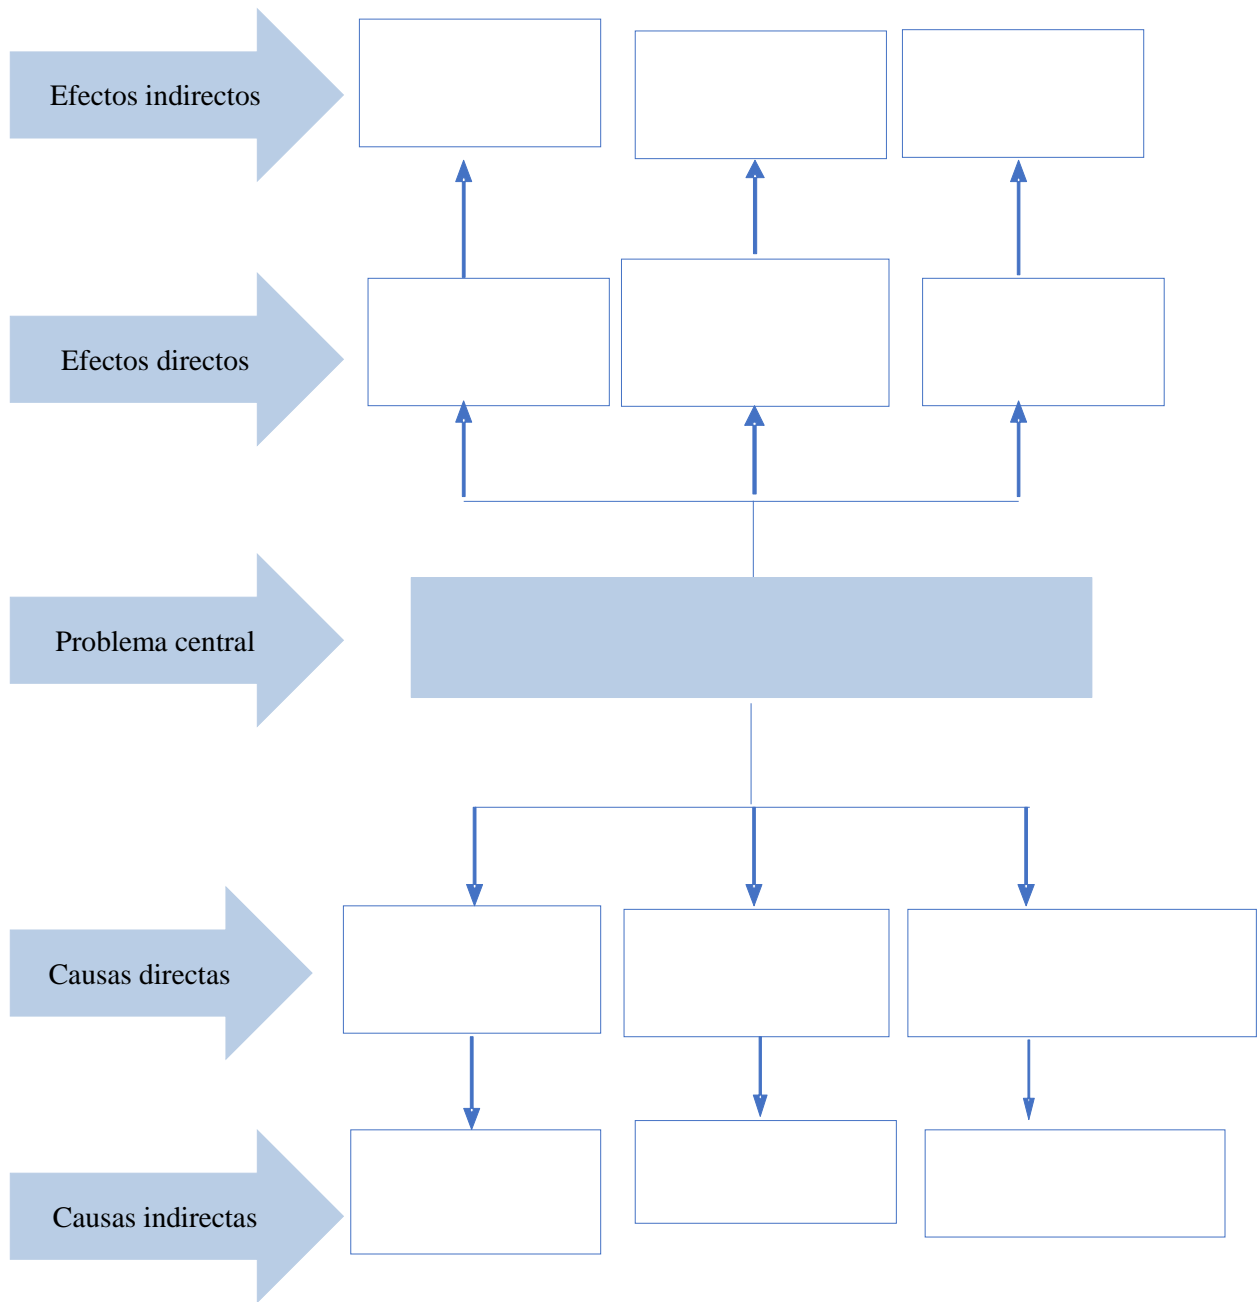 Efectos indirectos
Efectos directos
Problema central
Causas directas
Causas indirectas